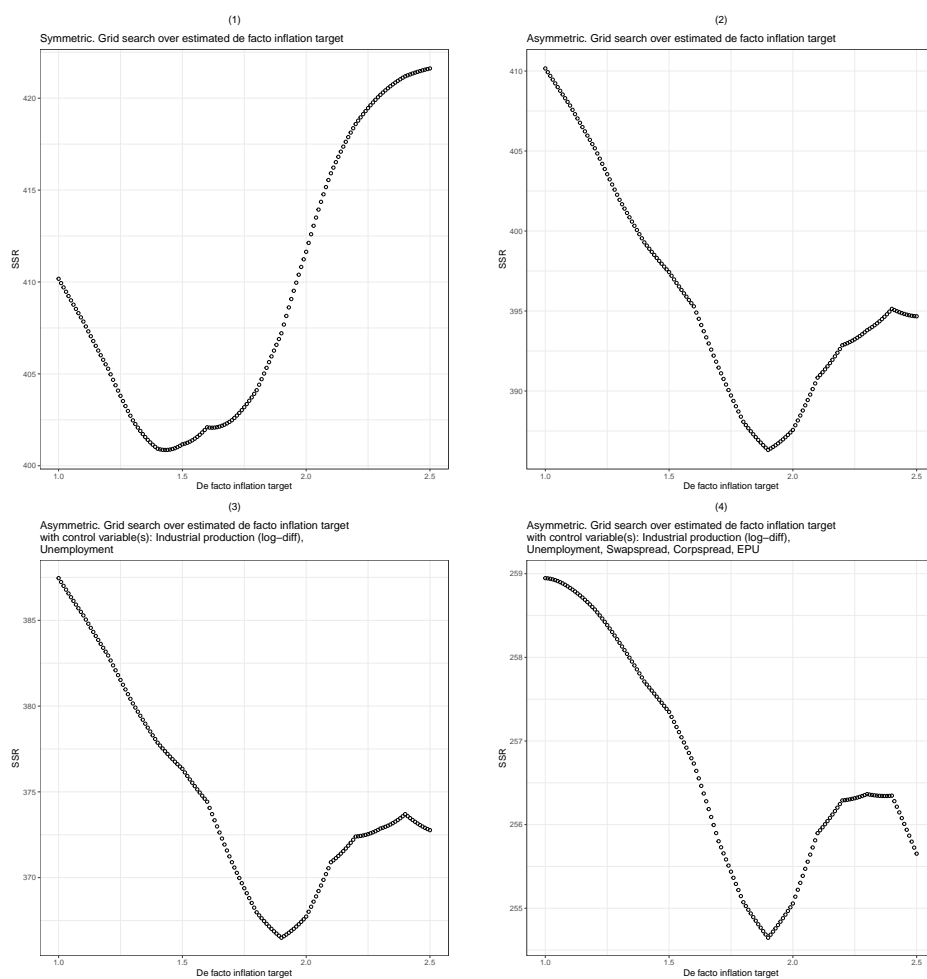 (1)
Symmetric. Grid search over estimated de facto inflation target
420
415
410
405
400
SSR
1.0
1.5
2.0
2.5
De facto inflation target
(2)
Asymmetric. Grid search over estimated de facto inflation target
410
405
400
395
390
SSR
1.0
1.5
2.0
2.5
De facto inflation target
(3)
Asymmetric. Grid search over estimated de facto inflation target
with control variable(s): Industrial production (log−diff),
Unemployment
385
380
375
370
SSR
1.0
1.5
2.0
2.5
De facto inflation target
(4)
Asymmetric. Grid search over estimated de facto inflation target
with control variable(s): Industrial production (log−diff),
Unemployment, Swapspread, Corpspread, EPU
259
258
257
256
255
SSR
1.0
1.5
2.0
2.5
De facto inflation target